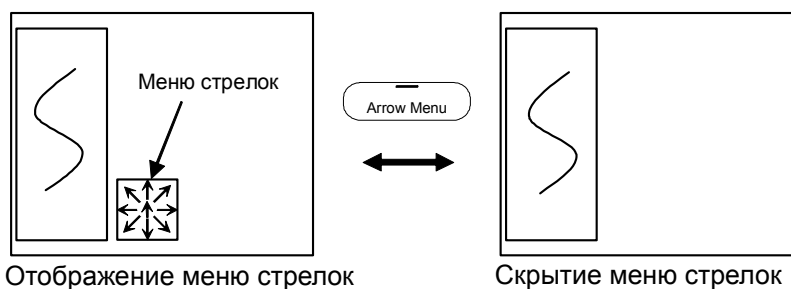 Меню стрелок
Arrow Menu
Отображение меню стрелок
Скрытие меню стрелок